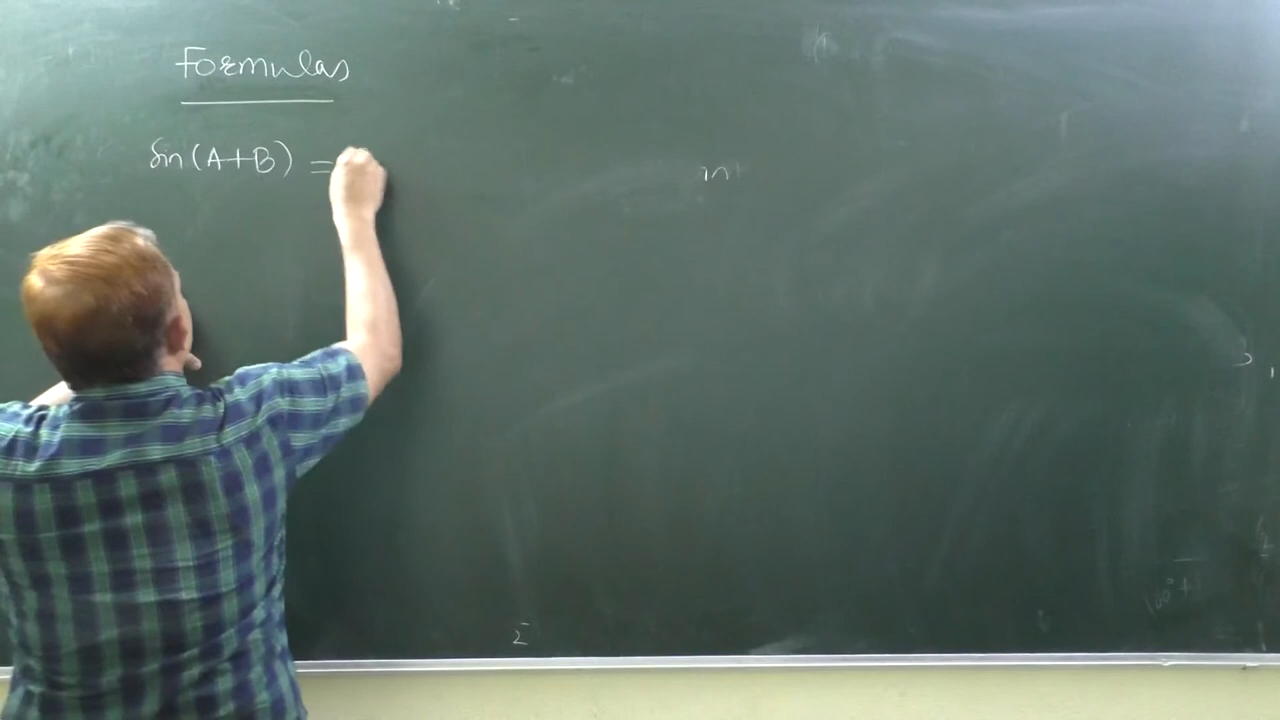 Formulas
sin(A+B) =